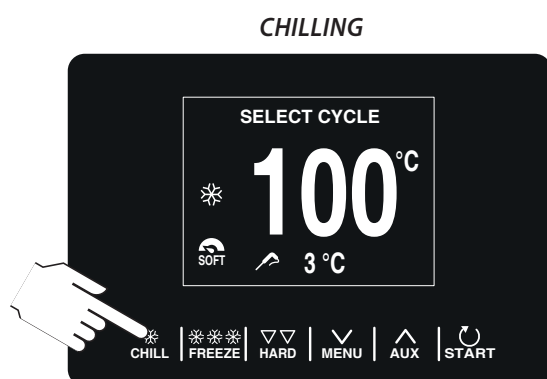 CHILLING
SELECT CYCLE
100°C
SOFT
3 °C
CHILL FREEZE HARD MENU AUX START